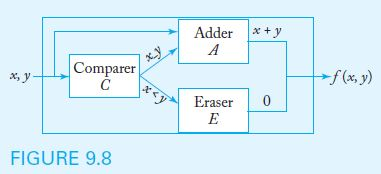 Adder
A
x + y
x, y
Comparer
C
x≥y
x < y
Eraser
E
0
f (x, y)
FIGURE 9.8